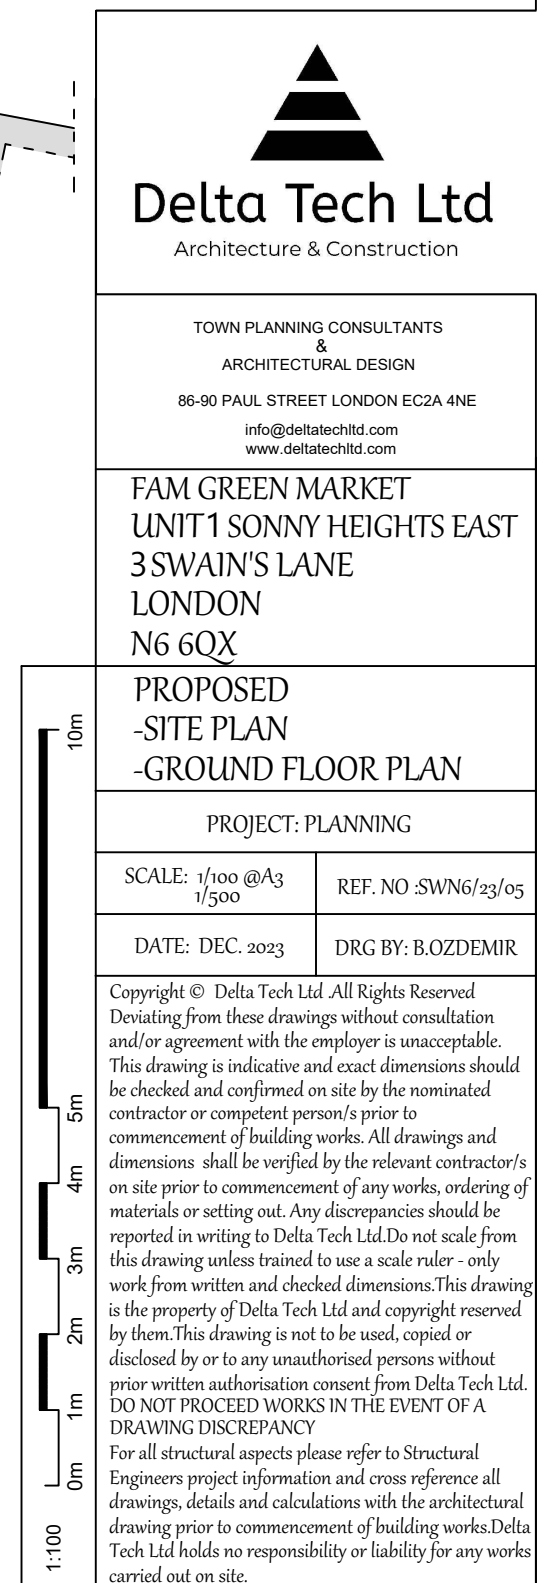 Delta Tech Ltd
Architecture & Construction
TOWN PLANNING CONSULTANTS
&
ARCHITECTURAL DESIGN
86-90 PAUL STREET LONDON EC2A 4NE
info@deltatechltd.com
www.deltatechltd.com
FAM GREEN MARKET
UNIT 1 SONNY HEIGHTS EAST
3 SWAIN'S LANE
LONDON
N6 6QX
PROPOSED
-SITE PLAN
-GROUND FLOOR PLAN
PROJECT: PLANNING
SCALE: 1/100 @A3
1/500
REF. NO :SWN6/23/05
DATE: DEC. 2023
DRG BY: B.OZDEMIR
Copyright © Delta Tech Ltd .All Rights Reserved
Deviating from these drawings without consultation
and/or agreement with the employer is unacceptable.
This drawing is indicative and exact dimensions should
be checked and confirmed on site by the nominated
contractor or competent person/s prior to
commencement of building works. All drawings and
dimensions shall be verified by the relevant contractor/s
on site prior to commencement of any works, ordering of
materials or setting out. Any discrepancies should be
reported in writing to Delta Tech Ltd.Do not scale from
this drawing unless trained to use a scale ruler - only
work from written and checked dimensions.This drawing
is the property of Delta Tech Ltd and copyright reserved
by them.This drawing is not to be used, copied or
disclosed by or to any unauthorised persons without
prior written authorisation consent from Delta Tech Ltd.
DO NOT PROCEED WORKS IN THE EVENT OF A
DRAWING DISCREPANCY
For all structural aspects please refer to Structural
Engineers project information and cross reference all
drawings, details and calculations with the architectural
drawing prior to commencement of building works.Delta
Tech Ltd holds no responsibility or liability for any works
carried out on site.
10m
5m
4m
3m
2m
1m
0m
1:100